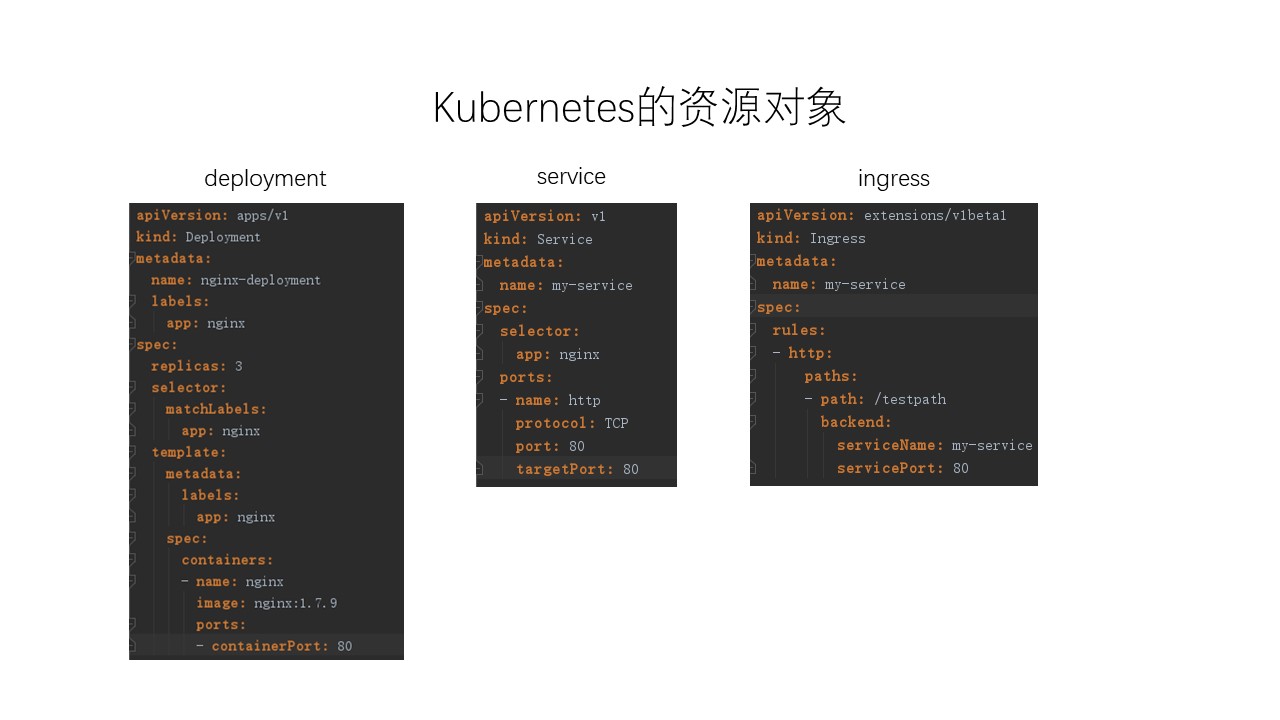 Kubernetes的资源对象
deployment
apiVersion: apps/v1
kind: Deployment
metadata:
  name: nginx-deployment
  labels:
    app: nginx
spec:
  replicas: 3
  selector:
    matchLabels:
      app: nginx
  template:
    metadata:
      labels:
        app: nginx
    spec:
      containers:
      - name: nginx
        image: nginx:1.7.9
        ports:
        - containerPort: 80
service
apiVersion: v1
kind: Service
metadata:
  name: my-service
spec:
  selector:
    app: nginx
  ports:
  - name: http
    protocol: TCP
    port: 80
    targetPort: 80
ingress
apiVersion: extensions/v1beta1
kind: Ingress
metadata:
  name: my-service
spec:
  rules:
  - http:
      paths:
      - path: /testpath
        backend:
          serviceName: my-service
          servicePort: 80